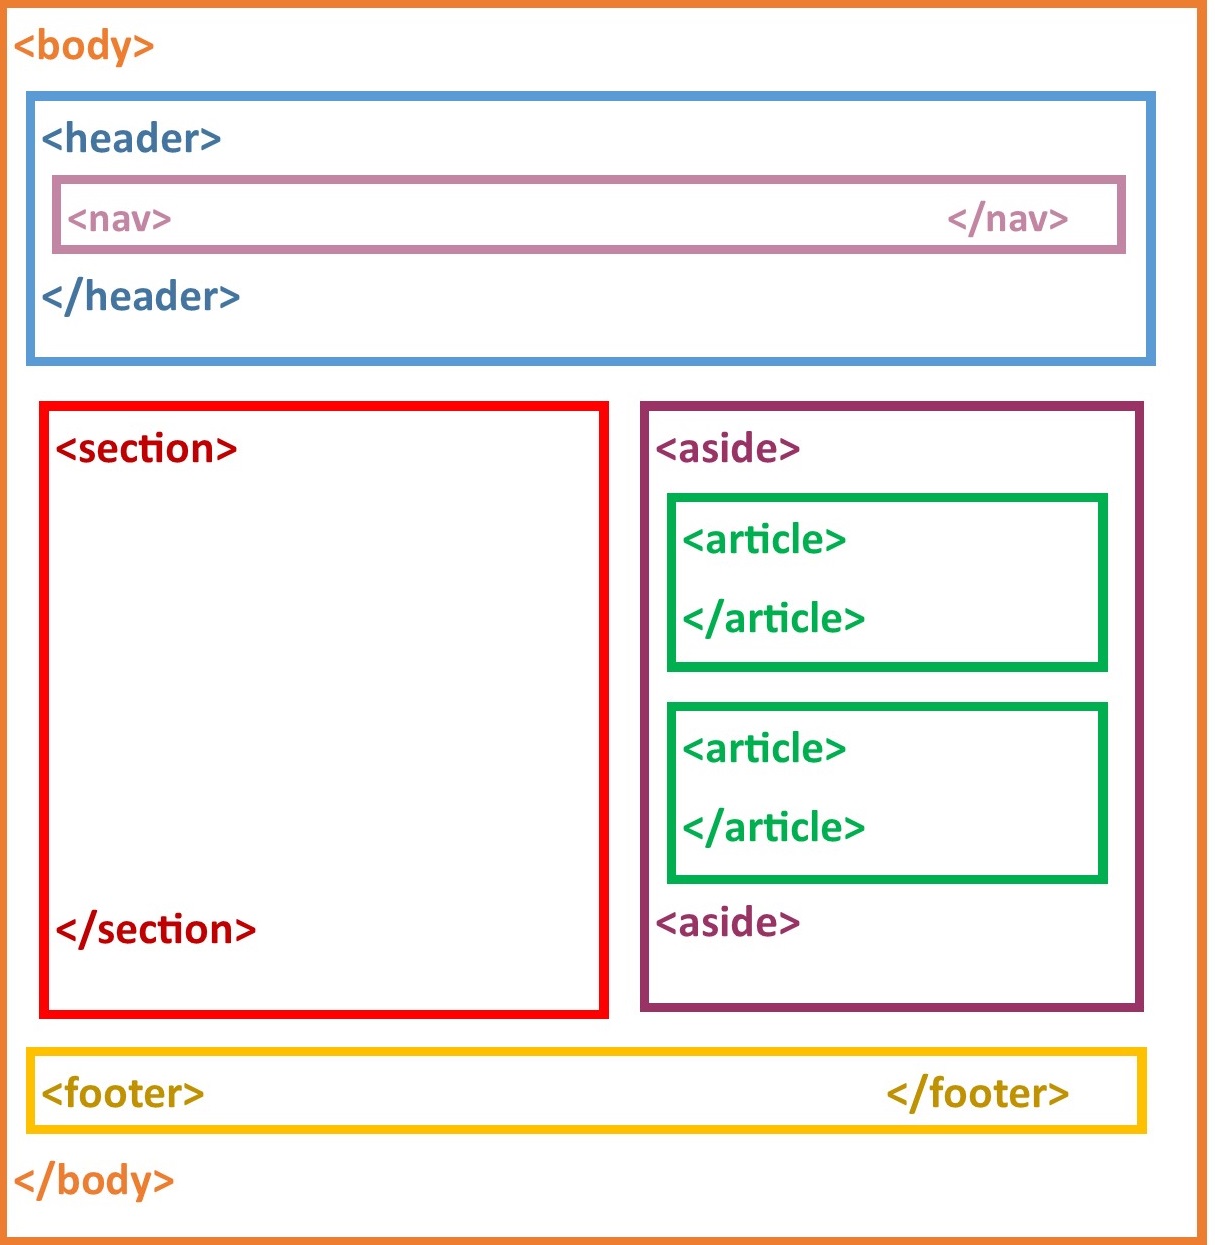 <body>
<header>
<nav> </nav>
</header>
<section>
</section>
<aside>
<article>
</article>
<article>
</article>
<aside>
<footer> </footer>
</body>